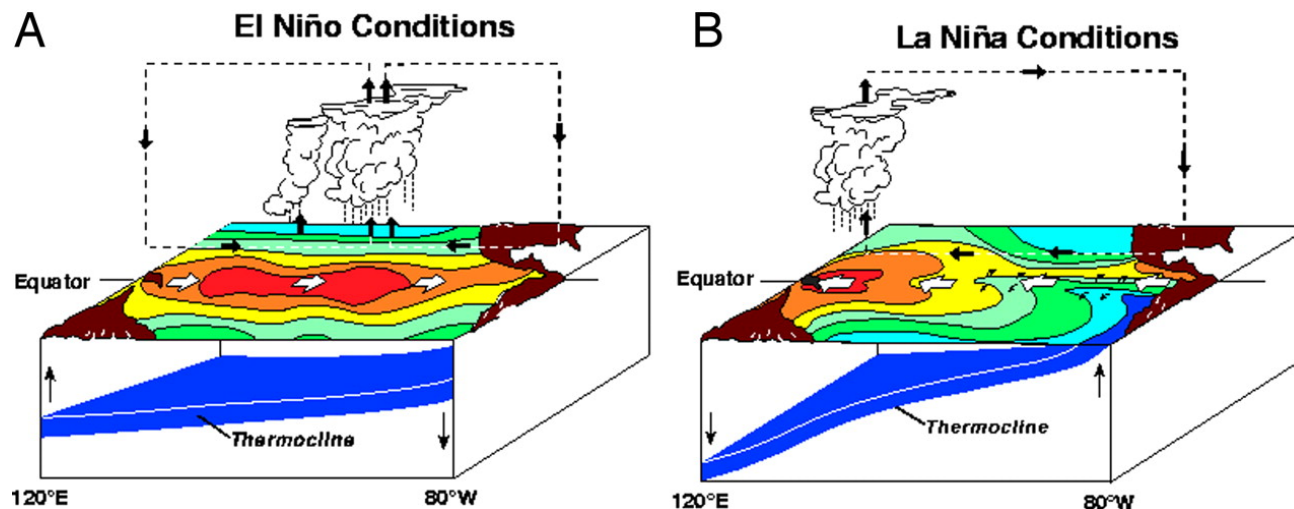 A
El Niño Conditions
Equator
Thermocline
120°E
80°W
B
La Niña Conditions
Equator
Thermocline
120°E
80°W